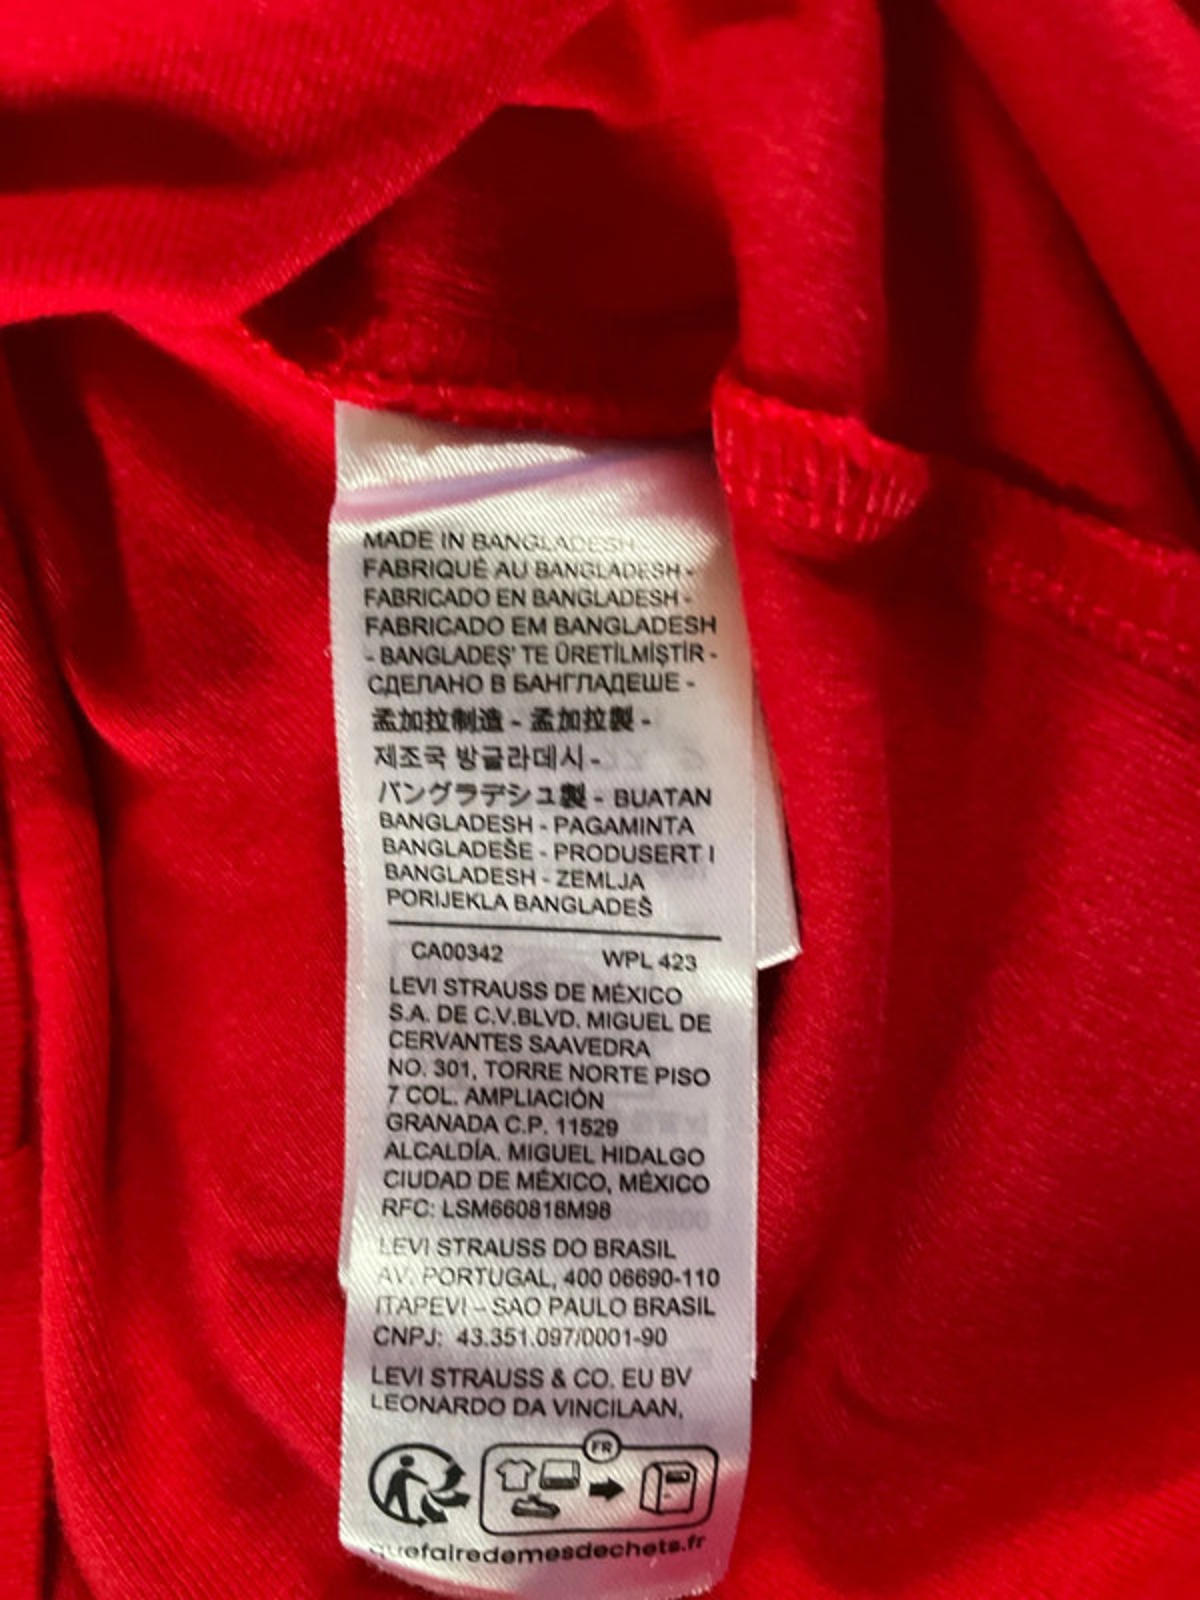 MADE IN BANGLADESH -
FABRIQUÉ AU BANGLADESH -
FABRICADO EN BANGLADESH -
FABRICADO EM BANGLADESH
- BANGLADEŞ' TE ÜRETİLMİŞTİR -
СДЕЛАНО В БАНГЛАДЕШЕ -
孟加拉制造 - 孟加拉製 -
제조국 방글라데시 -
バングラデシュ製 - BUATAN
BANGLADESH - PAGAMINTA
BANGLADEŠE - PRODUSERT I
BANGLADESH - ZEMLJA
PORIJEKLA BANGLADEŠ
CA00342 WPL 423
LEVI STRAUSS DE MÉXICO
S.A. DE C.V.BLVD. MIGUEL DE
CERVANTES SAAVEDRA
NO. 301, TORRE NORTE PISO
7 COL. AMPLIACIÓN
GRANADA C.P. 11529
ALCALDÍA. MIGUEL HIDALGO
CIUDAD DE MÉXICO, MÉXICO
RFC: LSM660818M98
LEVI STRAUSS DO BRASIL
AV. PORTUGAL, 400 06690-110
ITAPEVI – SAO PAULO BRASIL
CNPJ: 43.351.097/0001-90
LEVI STRAUSS & CO. EU BV
LEONARDO DA VINCILAAN,
FR
quefairedemesdechets.fr